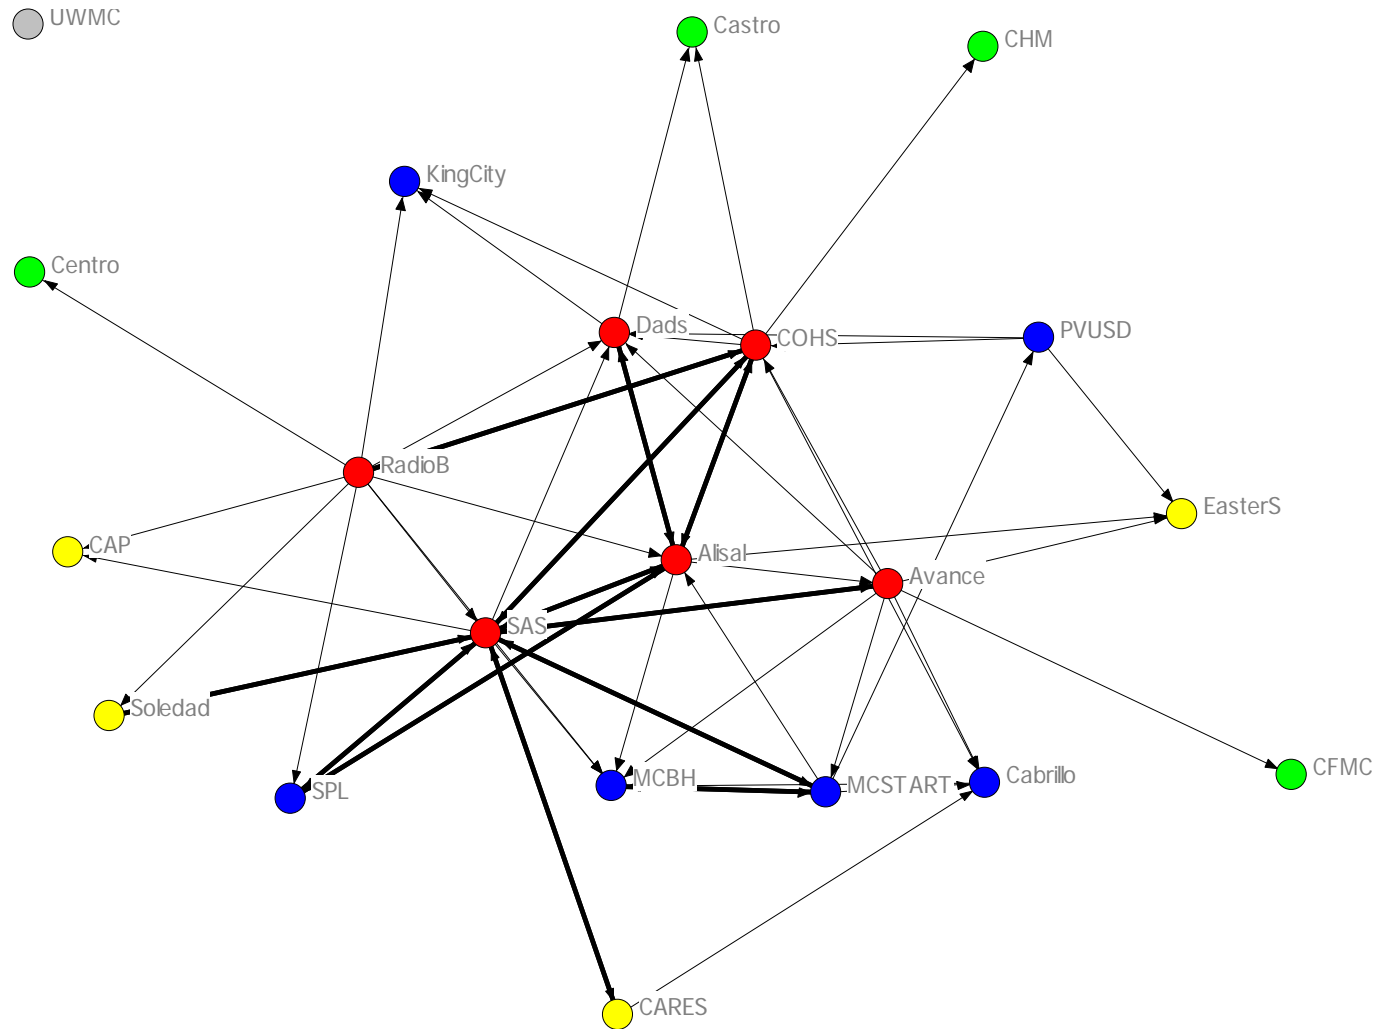 UWMC
Castro
CHM
KingCity
Centro
Dads
COHS
PVUSD
RadioB
EasterS
CAP
Alisal
Avance
SAS
Soledad
SPL
MCBH
MCSTART
Cabrillo
CFMC
CARES